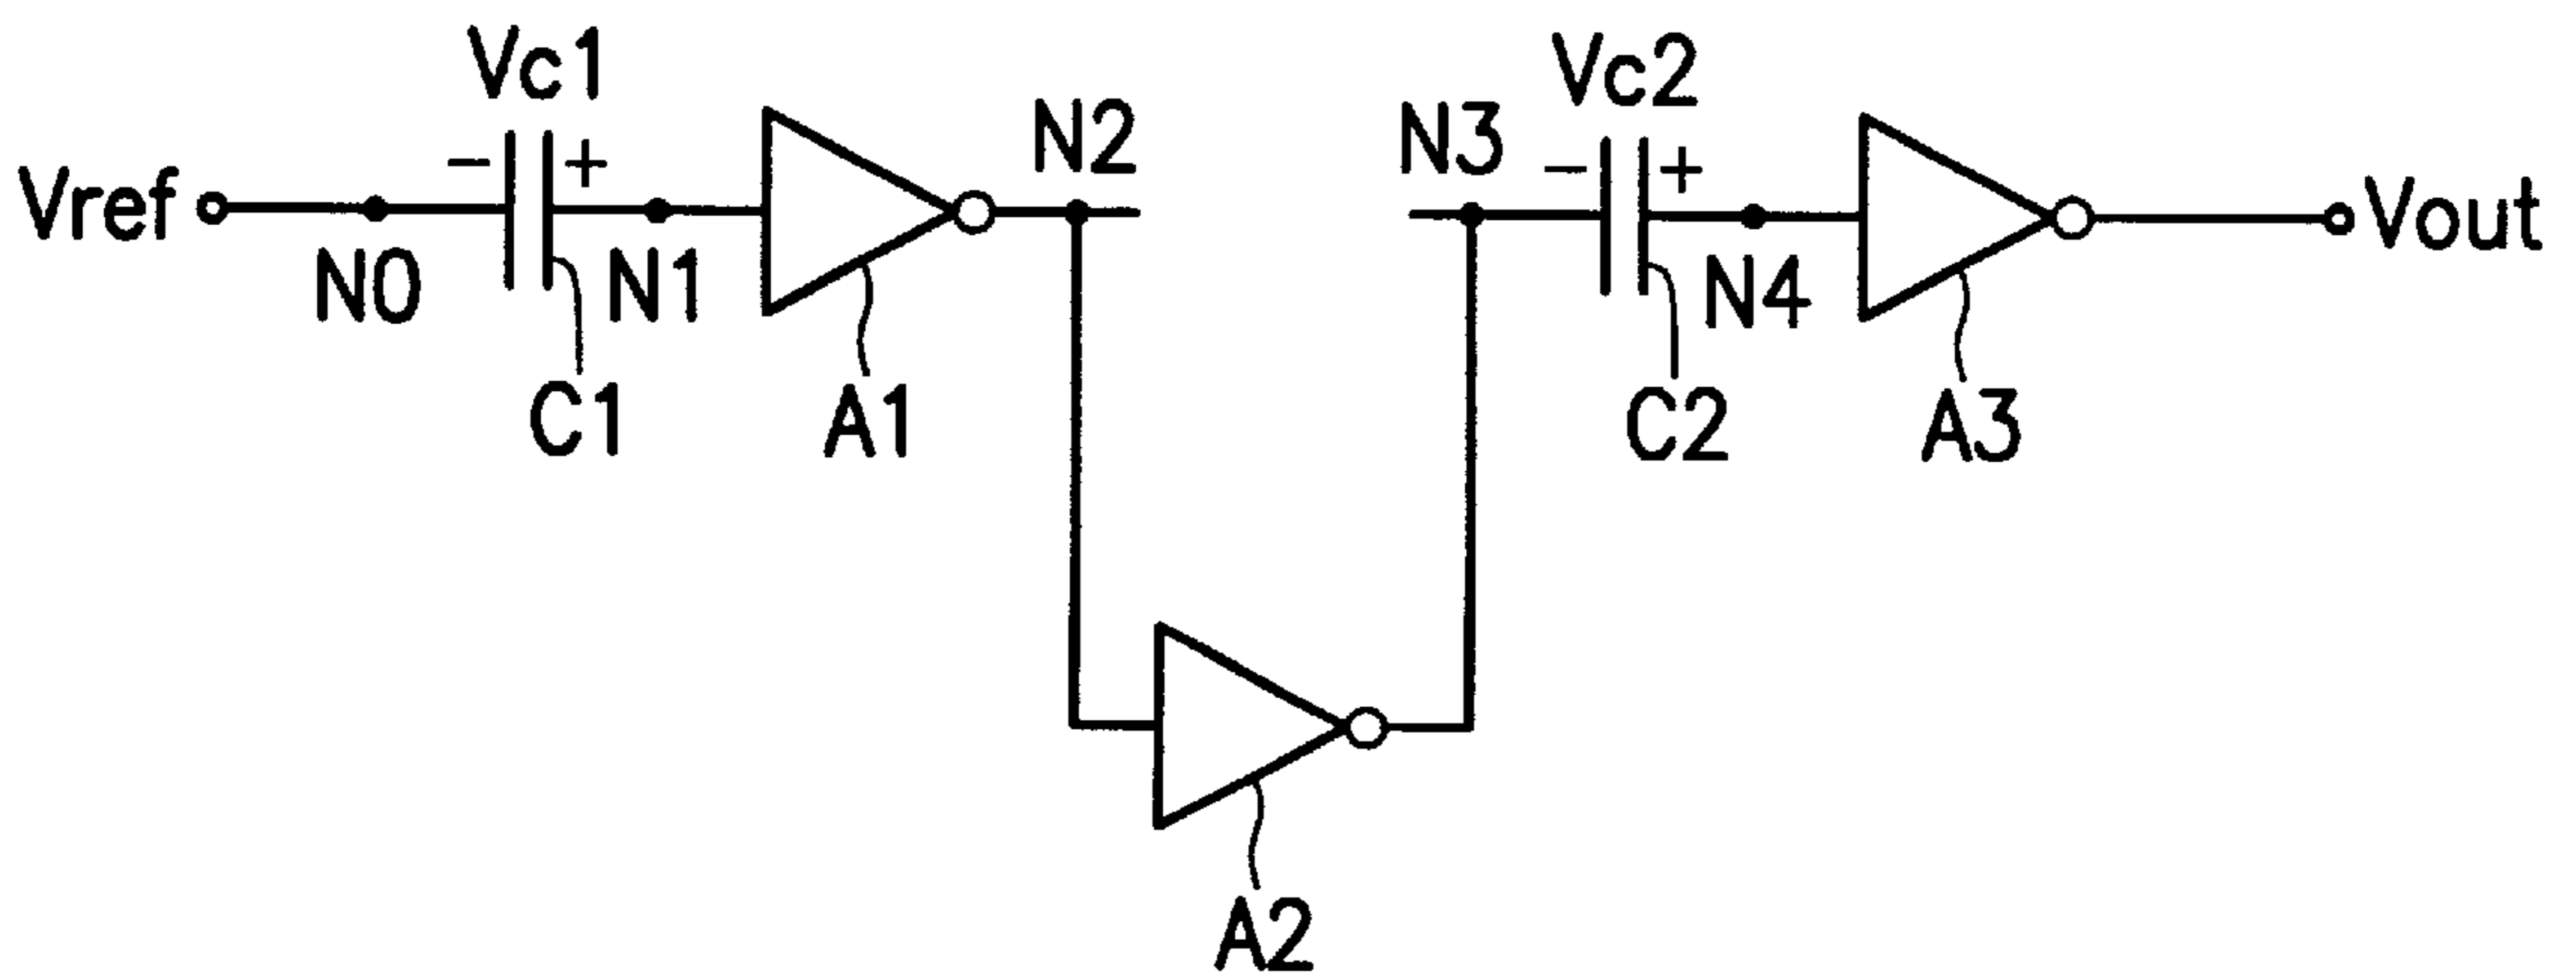 Vc1
Vc2
N2
N3
Vref
- +
- +
Vout
N0
N1
N4
C1
A1
C2
A3
A2